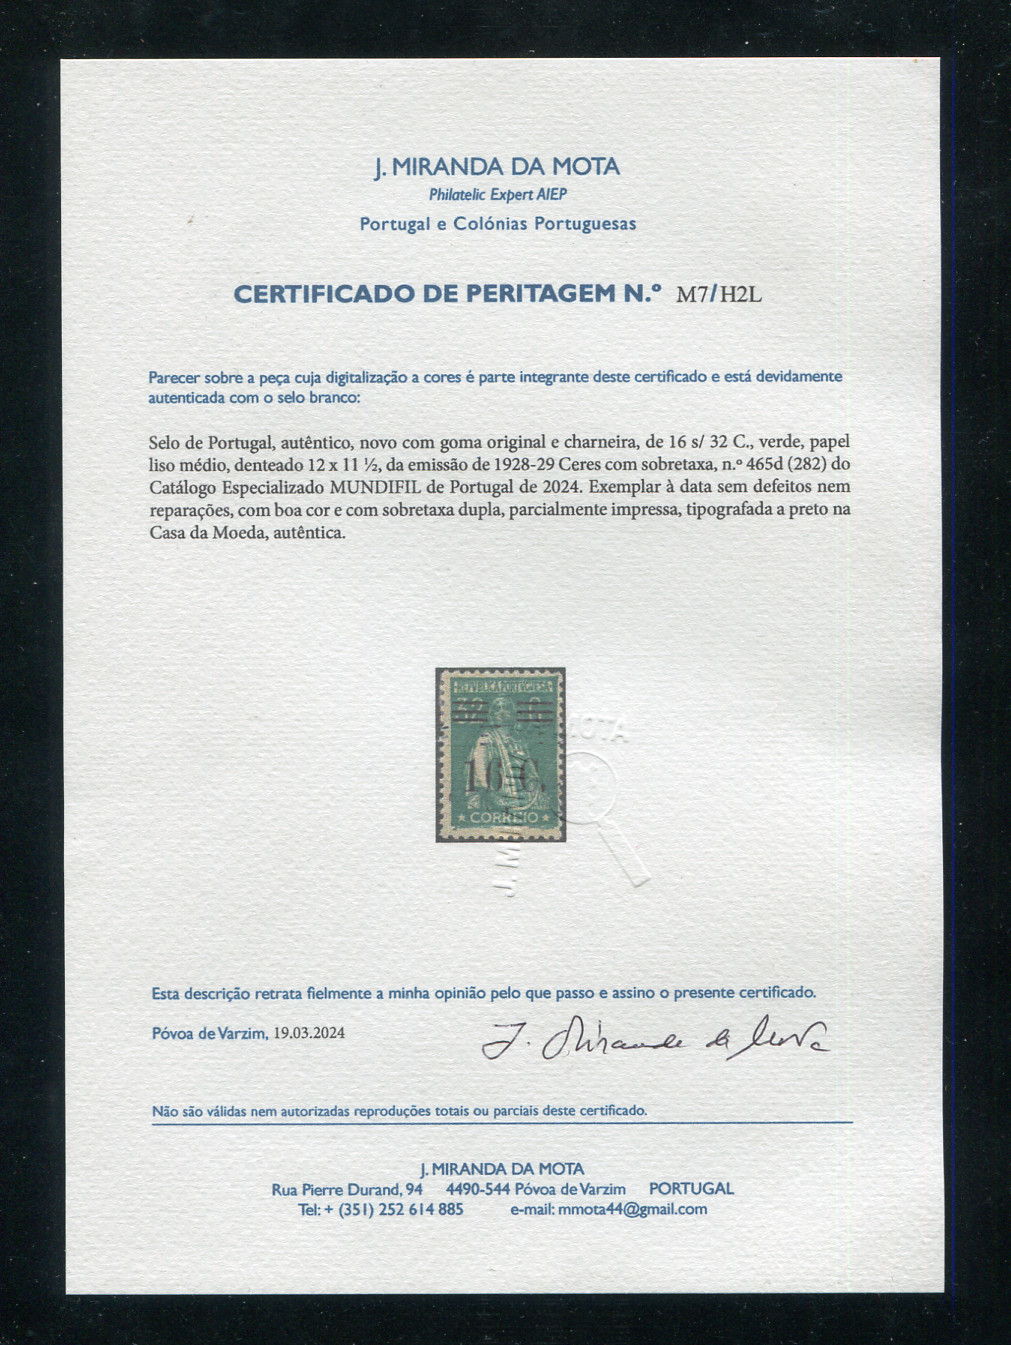 J. MIRANDA DA MOTA
Philatelic Expert AIEP
Portugal e Colónias Portuguesas
CERTIFICADO DE PERITAGEM N.º M7/H2L
Parecer sobre a peça cuja digitalização a cores é parte integrante deste certificado e está devidamente
autenticada com o selo branco:
Selo de Portugal, autêntico, novo com goma original e charneira, de 16 s/ 32 C., verde, papel
liso médio, denteado 12 x 11 ½, da emissão de 1928-29 Ceres com sobretaxa, n.º 465d (282) do
Catálogo Especializado MUNDIFIL de Portugal de 2024. Exemplar à data sem defeitos nem
reparações, com boa cor e com sobretaxa dupla, parcialmente impressa, tipografada a preto na
Casa da Moeda, autêntica.
REPUBLICA PORTUGUESA
32 C.
16 C.
CORREIO
J. MI
MOTA
Esta descrição retrata fielmente a minha opinião pelo que passo e assino o presente certificado.
Póvoa de Varzim, 19.03.2024
J. Miranda da Mota
Não são válidas nem autorizadas reproduções totais ou parciais deste certificado.
J. MIRANDA DA MOTA
Rua Pierre Durand, 94 4490-544 Póvoa de Varzim PORTUGAL
Tel: + (351) 252 614 885 e-mail: mmota44@gmail.com